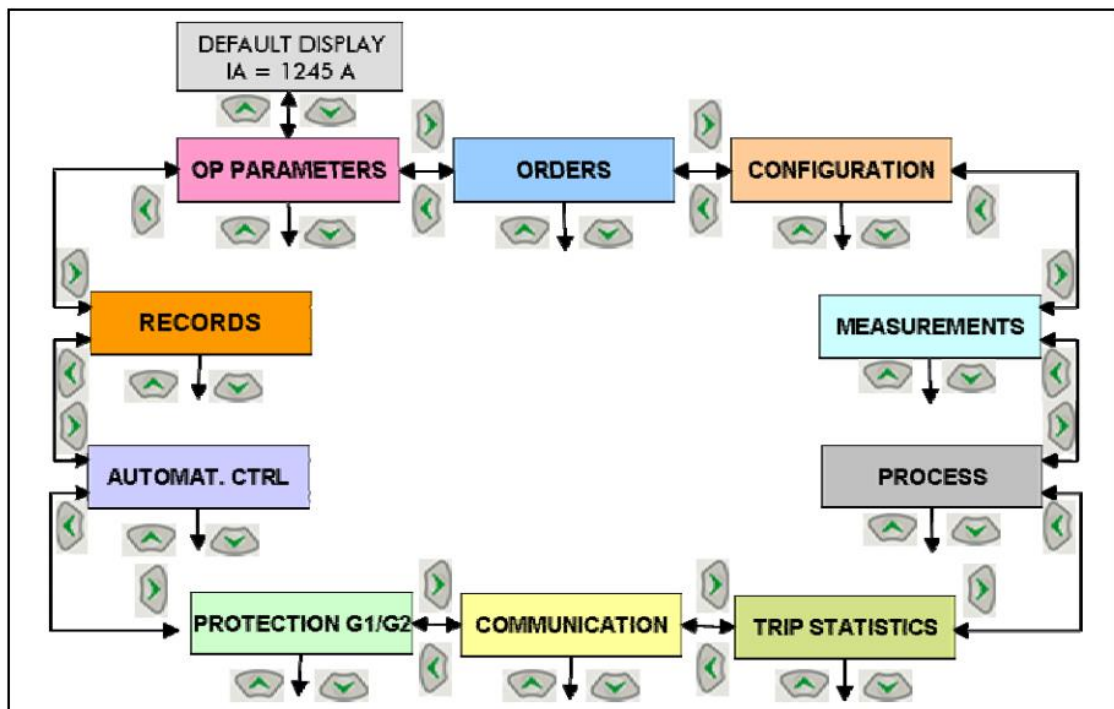 DEFAULT DISPLAY
IA = 1245 A
OP PARAMETERS
ORDERS
CONFIGURATION
RECORDS
MEASUREMENTS
AUTOMAT. CTRL
PROCESS
PROTECTION G1/G2
COMMUNICATION
TRIP STATISTICS